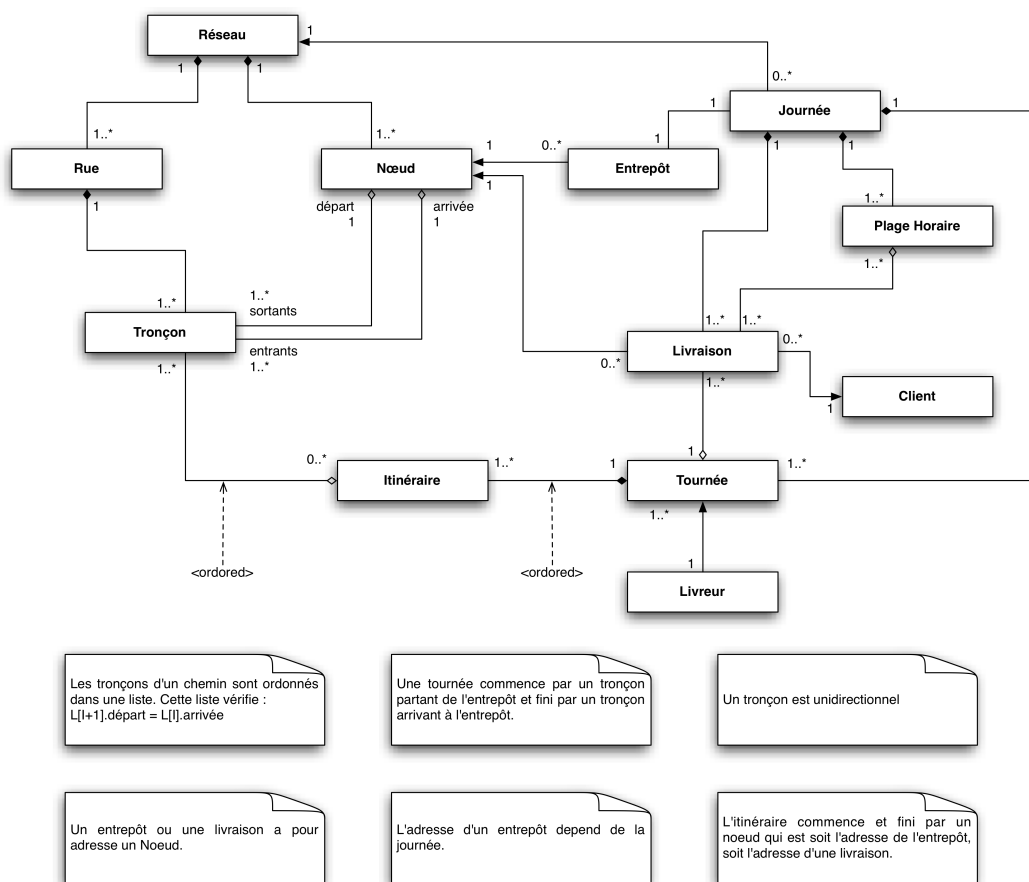 Réseau
1
1
1
0..*
Journée
1
1
1
1
1..*
1..*
Rue
1
Nœud
départ
1
arrivée
1
1
1
0..*
1
Entrepôt
1..*
Plage Horaire
1..*
1..*
Tronçon
1..*
1..*
sortants
entrants
1..*
1..*
1..*
Livraison
0..*
1..*
0..*
1
Client
0..*
Itinéraire
1..*
1
1
Tournée
1..*
1..*
1
Livreur
<ordored>
<ordored>
Les tronçons d'un chemin sont ordonnés
dans une liste. Cette liste vérifie :
L[I+1].départ = L[I].arrivée
Une tournée commence par un tronçon
partant de l'entrepôt et fini par un tronçon
arrivant à l'entrepôt.
Un tronçon est unidirectionnel
Un entrepôt ou une livraison a pour
adresse un Noeud.
L'adresse d'un entrepôt depend de la
journée.
L'itinéraire commence et fini par un
noeud qui est soit l'adresse de l'entrepôt,
soit l'adresse d'une livraison.